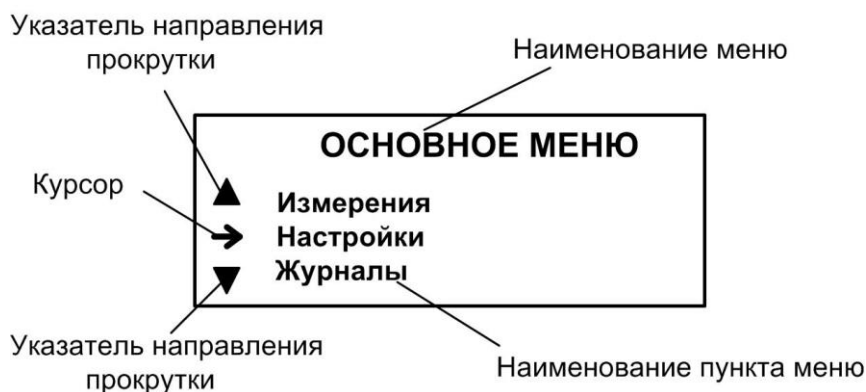 Указатель направления
прокрутки
Наименование меню
ОСНОВНОЕ МЕНЮ
Курсор
Измерения
Настройки
Журналы
Указатель направления
прокрутки
Наименование пункта меню